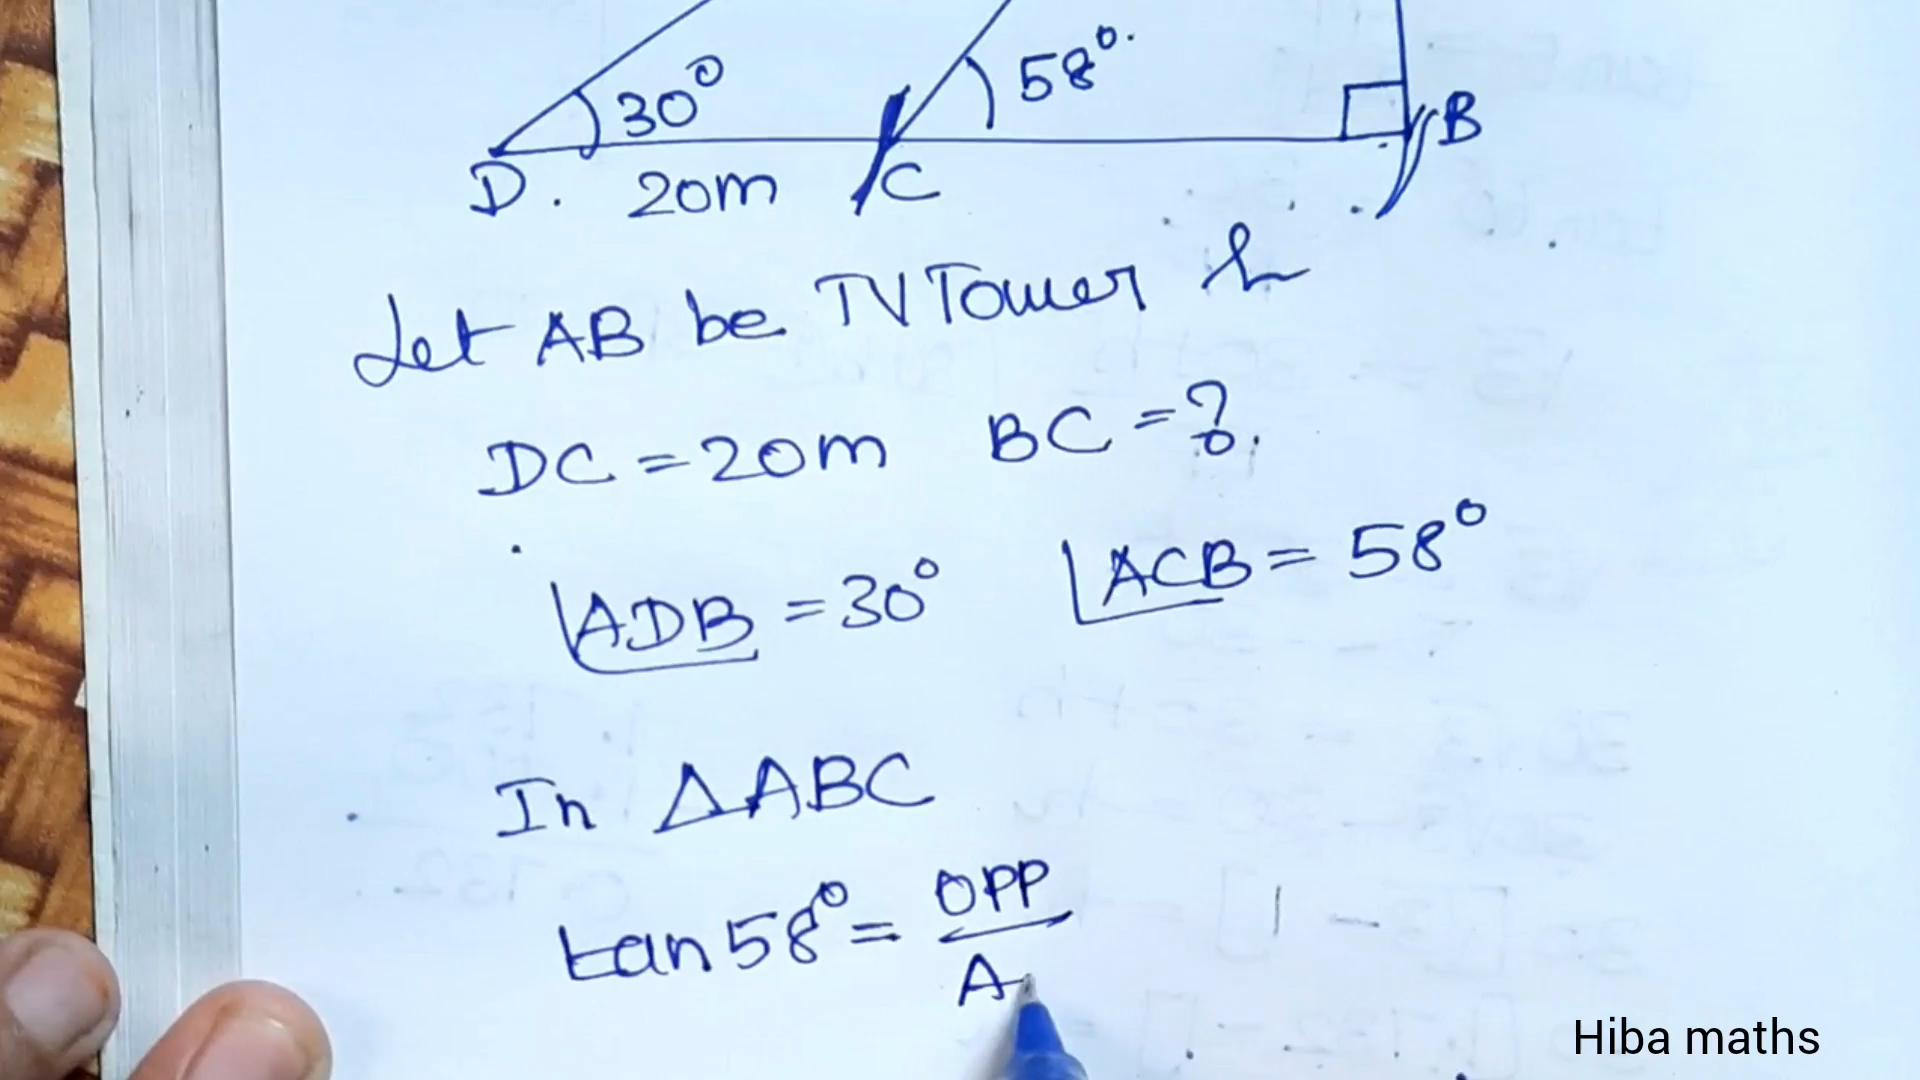 30° 58°.
D. 20m C B
Let AB be TV Tower &
DC = 20m BC = ?.
∠ADB = 30° ∠ACB = 58°
In △ABC
tan 58° = OPP
A
Hiba maths